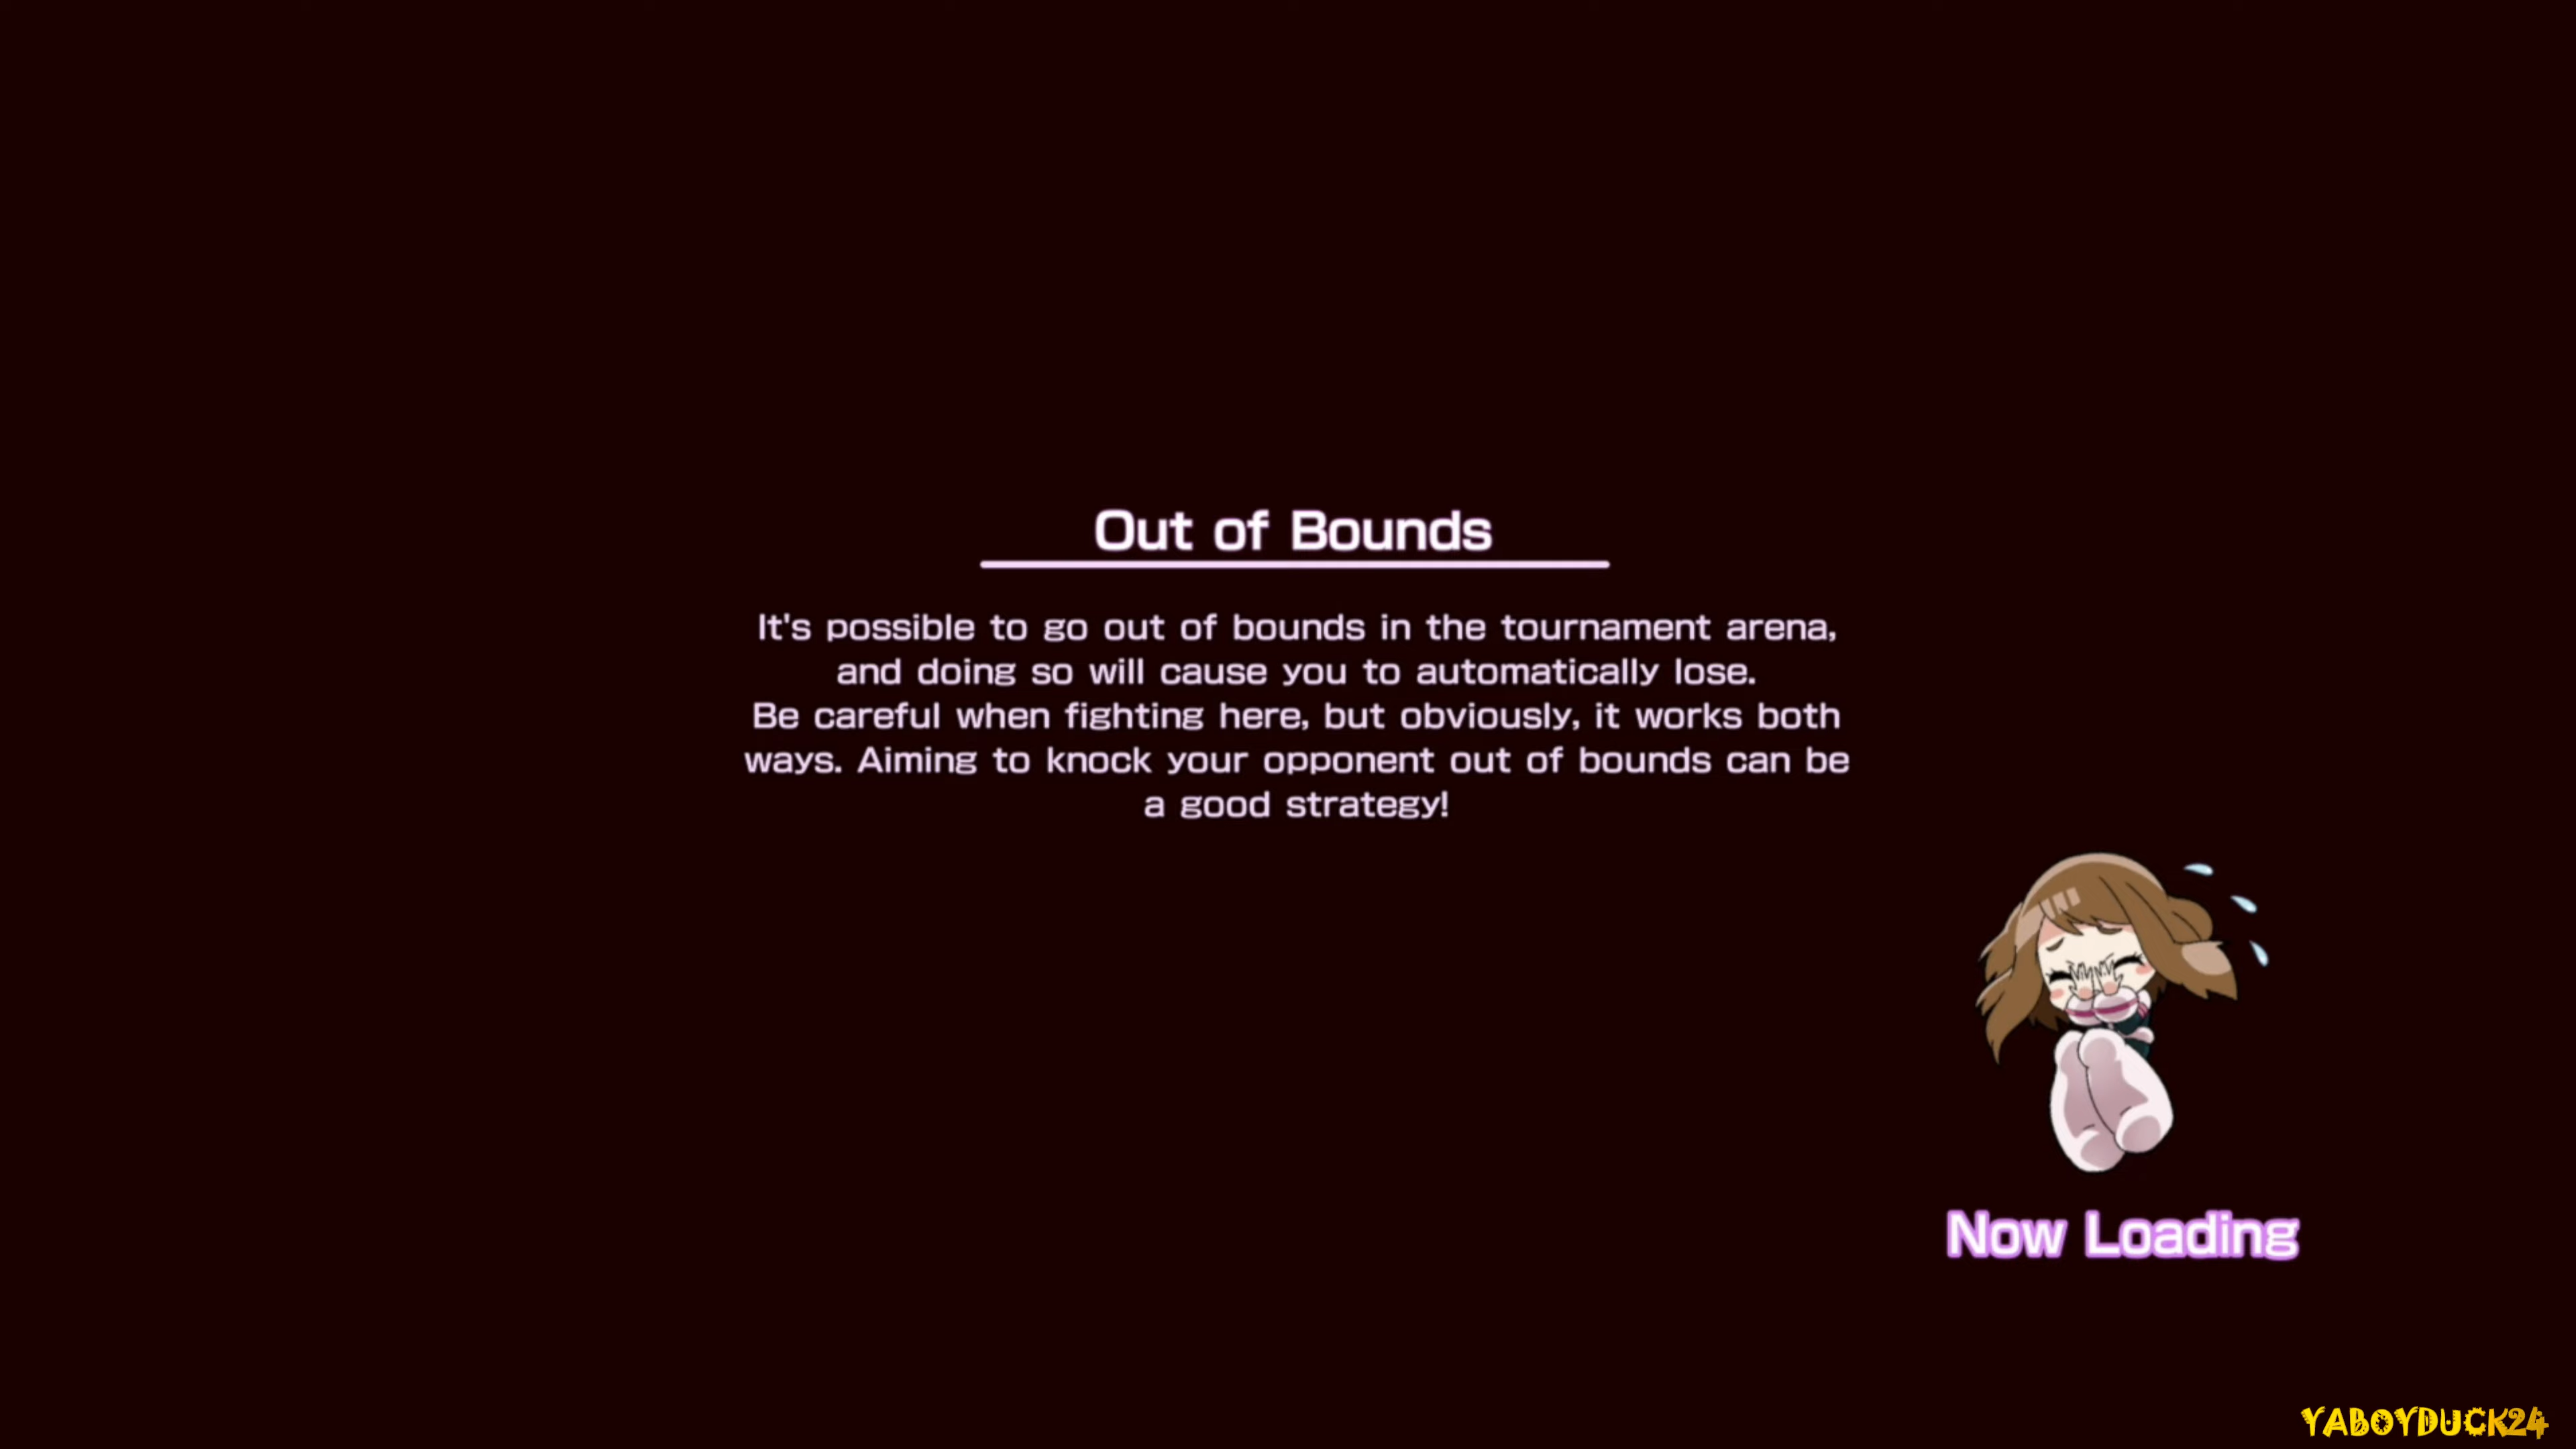 Out of Bounds
It's possible to go out of bounds in the tournament arena,
and doing so will cause you to automatically lose.
Be careful when fighting here, but obviously, it works both
ways. Aiming to knock your opponent out of bounds can be
a good strategy!
Now Loading
YABOYDUCK24